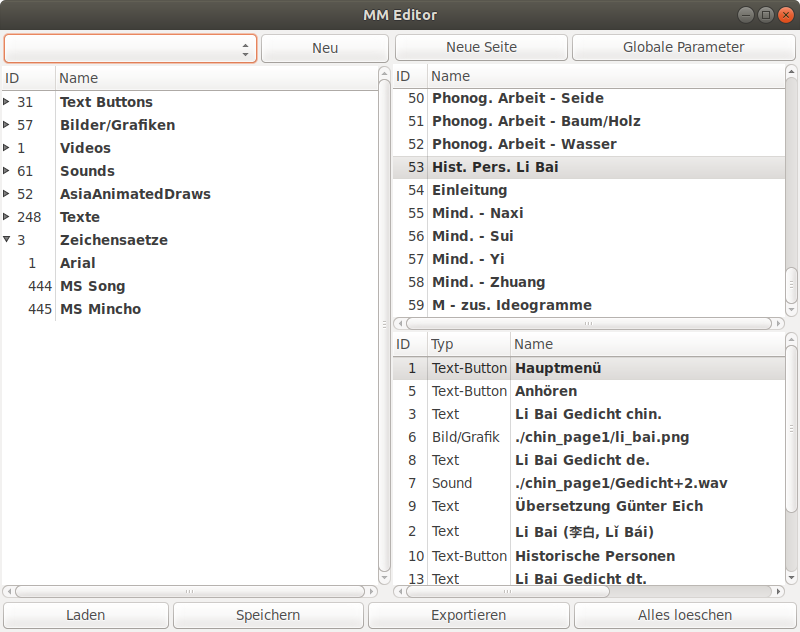 MM Editor
Neu
Neue Seite
Globale Parameter
ID Name
31 Text Buttons
57 Bilder/Grafiken
1 Videos
61 Sounds
52 AsiaAnimatedDraws
248 Texte
3 Zeichensaetze
1 Arial
444 MS Song
445 MS Mincho
ID Name
50 Phonog. Arbeit - Seide
51 Phonog. Arbeit - Baum/Holz
52 Phonog. Arbeit - Wasser
53 Hist. Pers. Li Bai
54 Einleitung
55 Mind. - Naxi
56 Mind. - Sui
57 Mind. - Yi
58 Mind. - Zhuang
59 M - zus. Ideogramme
ID Typ Name
1 Text-Button Hauptmenü
5 Text-Button Anhören
3 Text Li Bai Gedicht chin.
6 Bild/Grafik ./chin_page1/li_bai.png
8 Text Li Bai Gedicht de.
7 Sound ./chin_page1/Gedicht+2.wav
9 Text Übersetzung Günter Eich
2 Text Li Bai (李白, Lǐ Bái)
10 Text-Button Historische Personen
13 Text Li Bai Gedicht dt.
Laden
Speichern
Exportieren
Alles loeschen